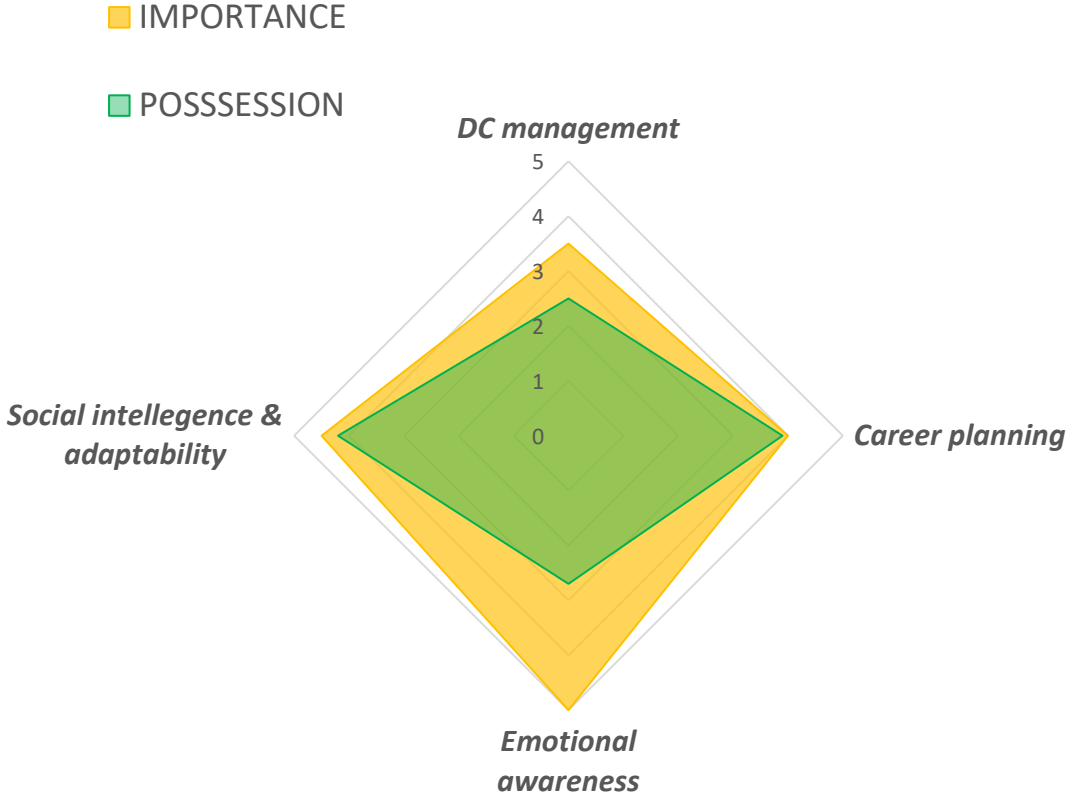 IMPORTANCE
POSSSESSION
DC management
5
4
3
2
1
0
Social intellegence &
adaptability
Career planning
Emotional
awareness